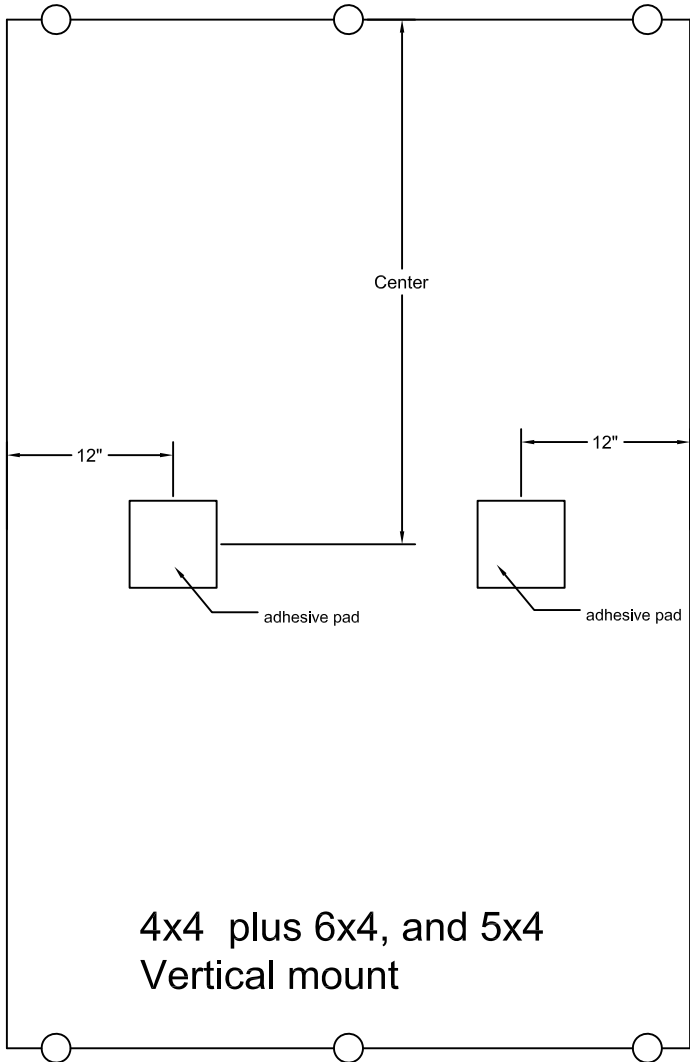 Center
12"
12"
adhesive pad
adhesive pad
4x4 plus 6x4, and 5x4
Vertical mount